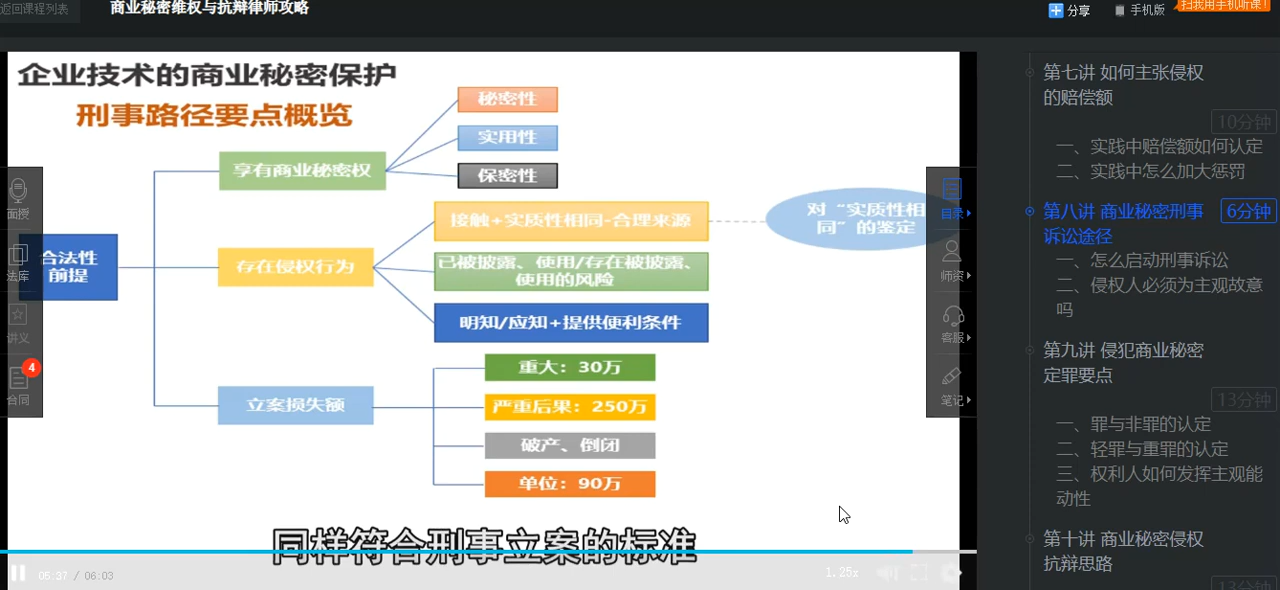 返回课程列表
商业秘密维权与抗辩律师攻略
分享
手机版
扫我用手机听课!
企业技术的商业秘密保护
刑事路径要点概览
合法性
前提
享有商业秘密权
秘密性
实用性
保密性
存在侵权行为
接触+实质性相同-合理来源
对“实质性相
同”的鉴定
已被披露、使用/存在被披露、
使用的风险
明知/应知+提供便利条件
立案损失额
重大：30万
严重后果：250万
破产、倒闭
单位：90万
同样符合刑事立案的标准
05:37 / 06:03
1.25x
面授
法库
讲义
4
合同
目录
师资
客服
笔记
第七讲 如何主张侵权
的赔偿额
10分钟
一、实践中赔偿额如何认定
二、实践中怎么加大惩罚
第八讲 商业秘密刑事
6分钟
诉讼途径
一、怎么启动刑事诉讼
二、侵权人必须为主观故意
吗
第九讲 侵犯商业秘密
定罪要点
13分钟
一、罪与非罪的认定
二、轻罪与重罪的认定
三、权利人如何发挥主观能
动性
第十讲 商业秘密侵权
抗辩思路
13分钟